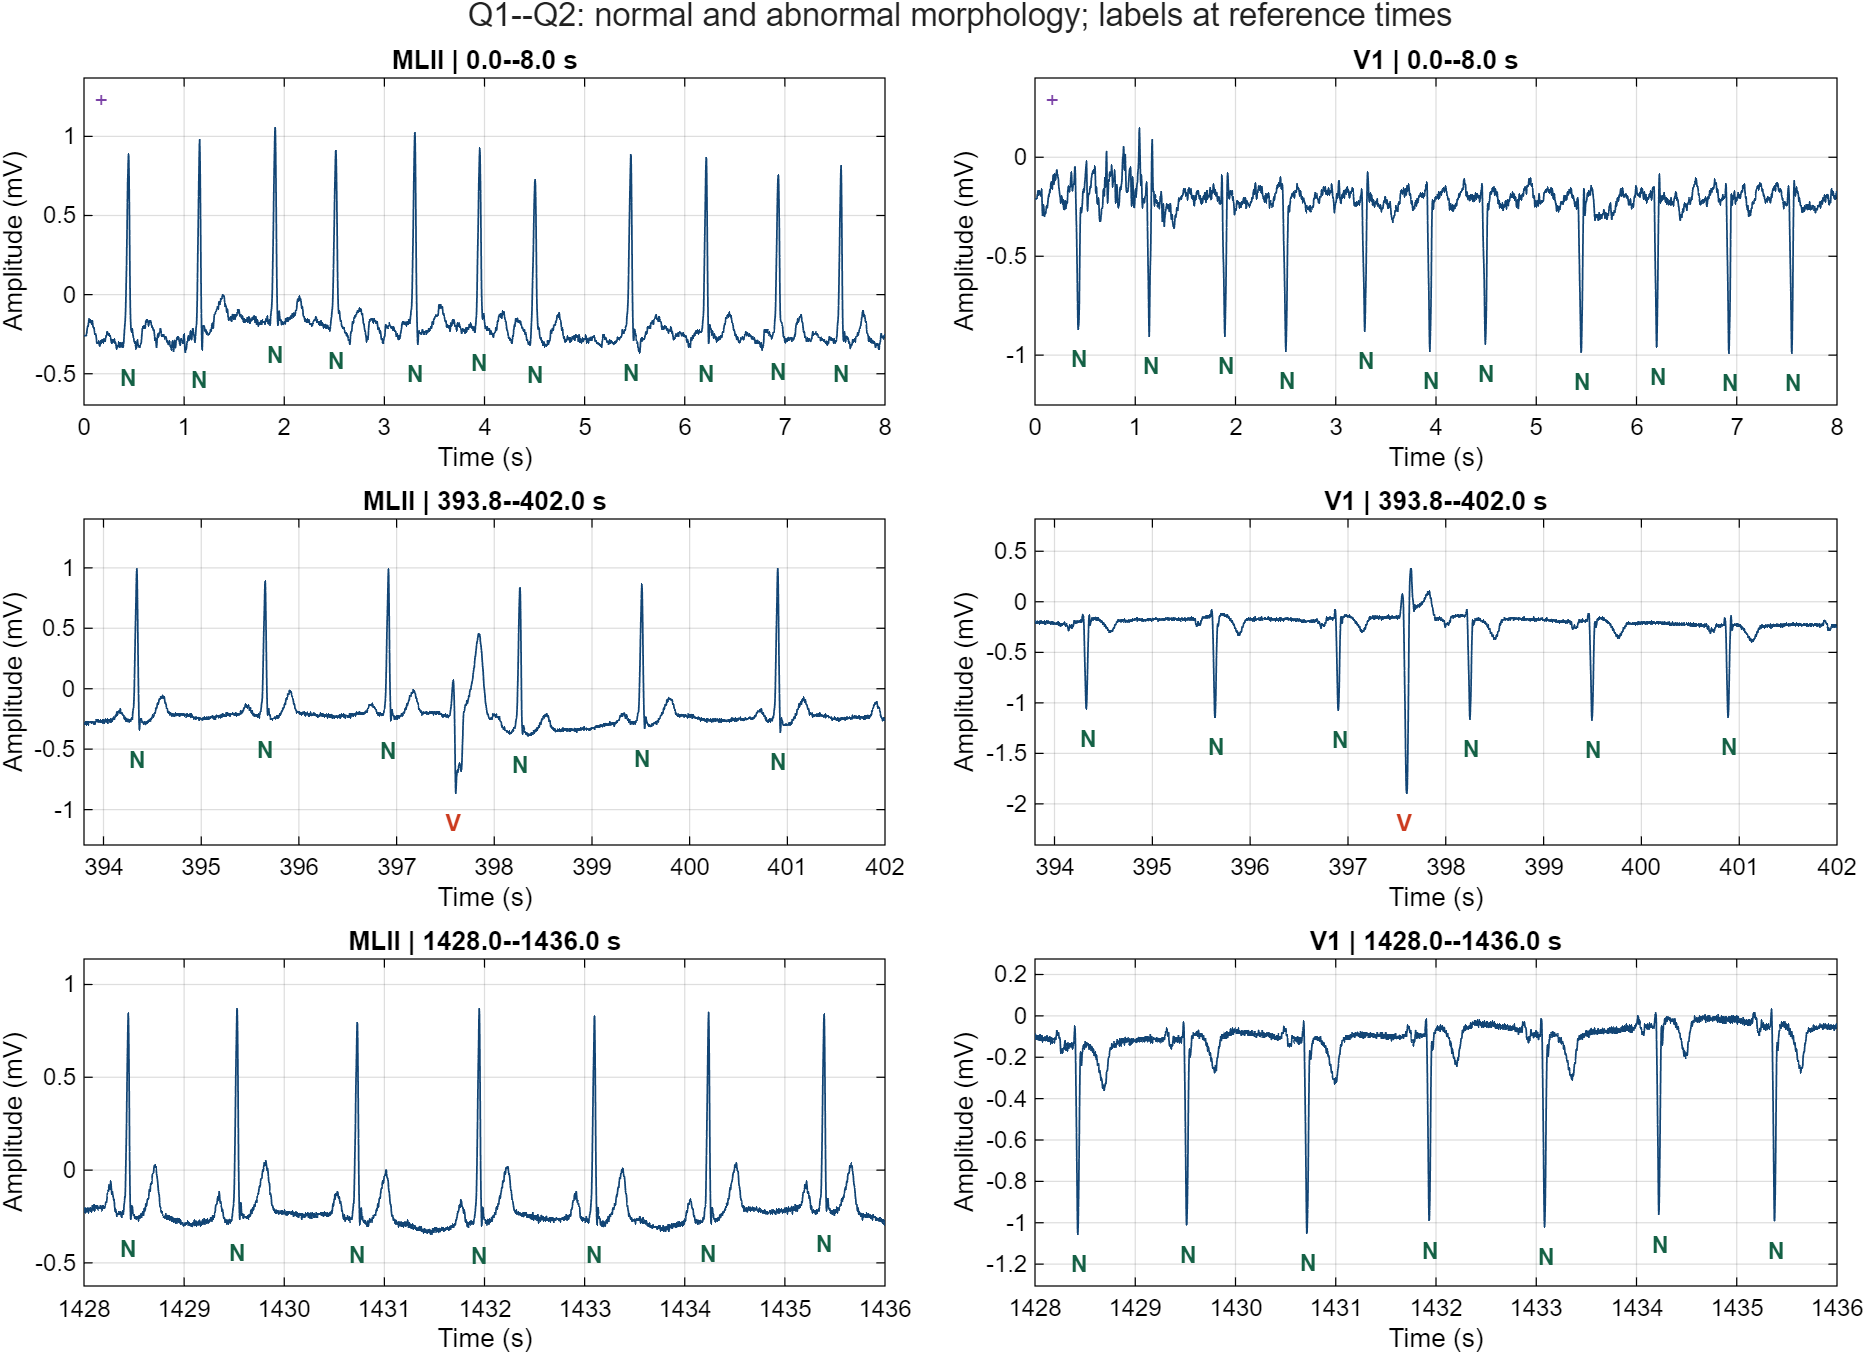 Q1--Q2: normal and abnormal morphology; labels at reference times
MLII | 0.0--8.0 s
+
1
0.5
0
-0.5
Amplitude (mV)
N N N N N N N N N N N
0 1 2 3 4 5 6 7 8
Time (s)
V1 | 0.0--8.0 s
+
0
-0.5
-1
Amplitude (mV)
N N N N N N N N N N N
0 1 2 3 4 5 6 7 8
Time (s)
MLII | 393.8--402.0 s
1
0.5
0
-0.5
-1
Amplitude (mV)
N N N V N N N
394 395 396 397 398 399 400 401 402
Time (s)
V1 | 393.8--402.0 s
0.5
0
-0.5
-1
-1.5
-2
Amplitude (mV)
N N N V N N N
394 395 396 397 398 399 400 401 402
Time (s)
MLII | 1428.0--1436.0 s
1
0.5
0
-0.5
Amplitude (mV)
N N N N N N N
1428 1429 1430 1431 1432 1433 1434 1435 1436
Time (s)
V1 | 1428.0--1436.0 s
0.2
0
-0.2
-0.4
-0.6
-0.8
-1
-1.2
Amplitude (mV)
N N N N N N N
1428 1429 1430 1431 1432 1433 1434 1435 1436
Time (s)